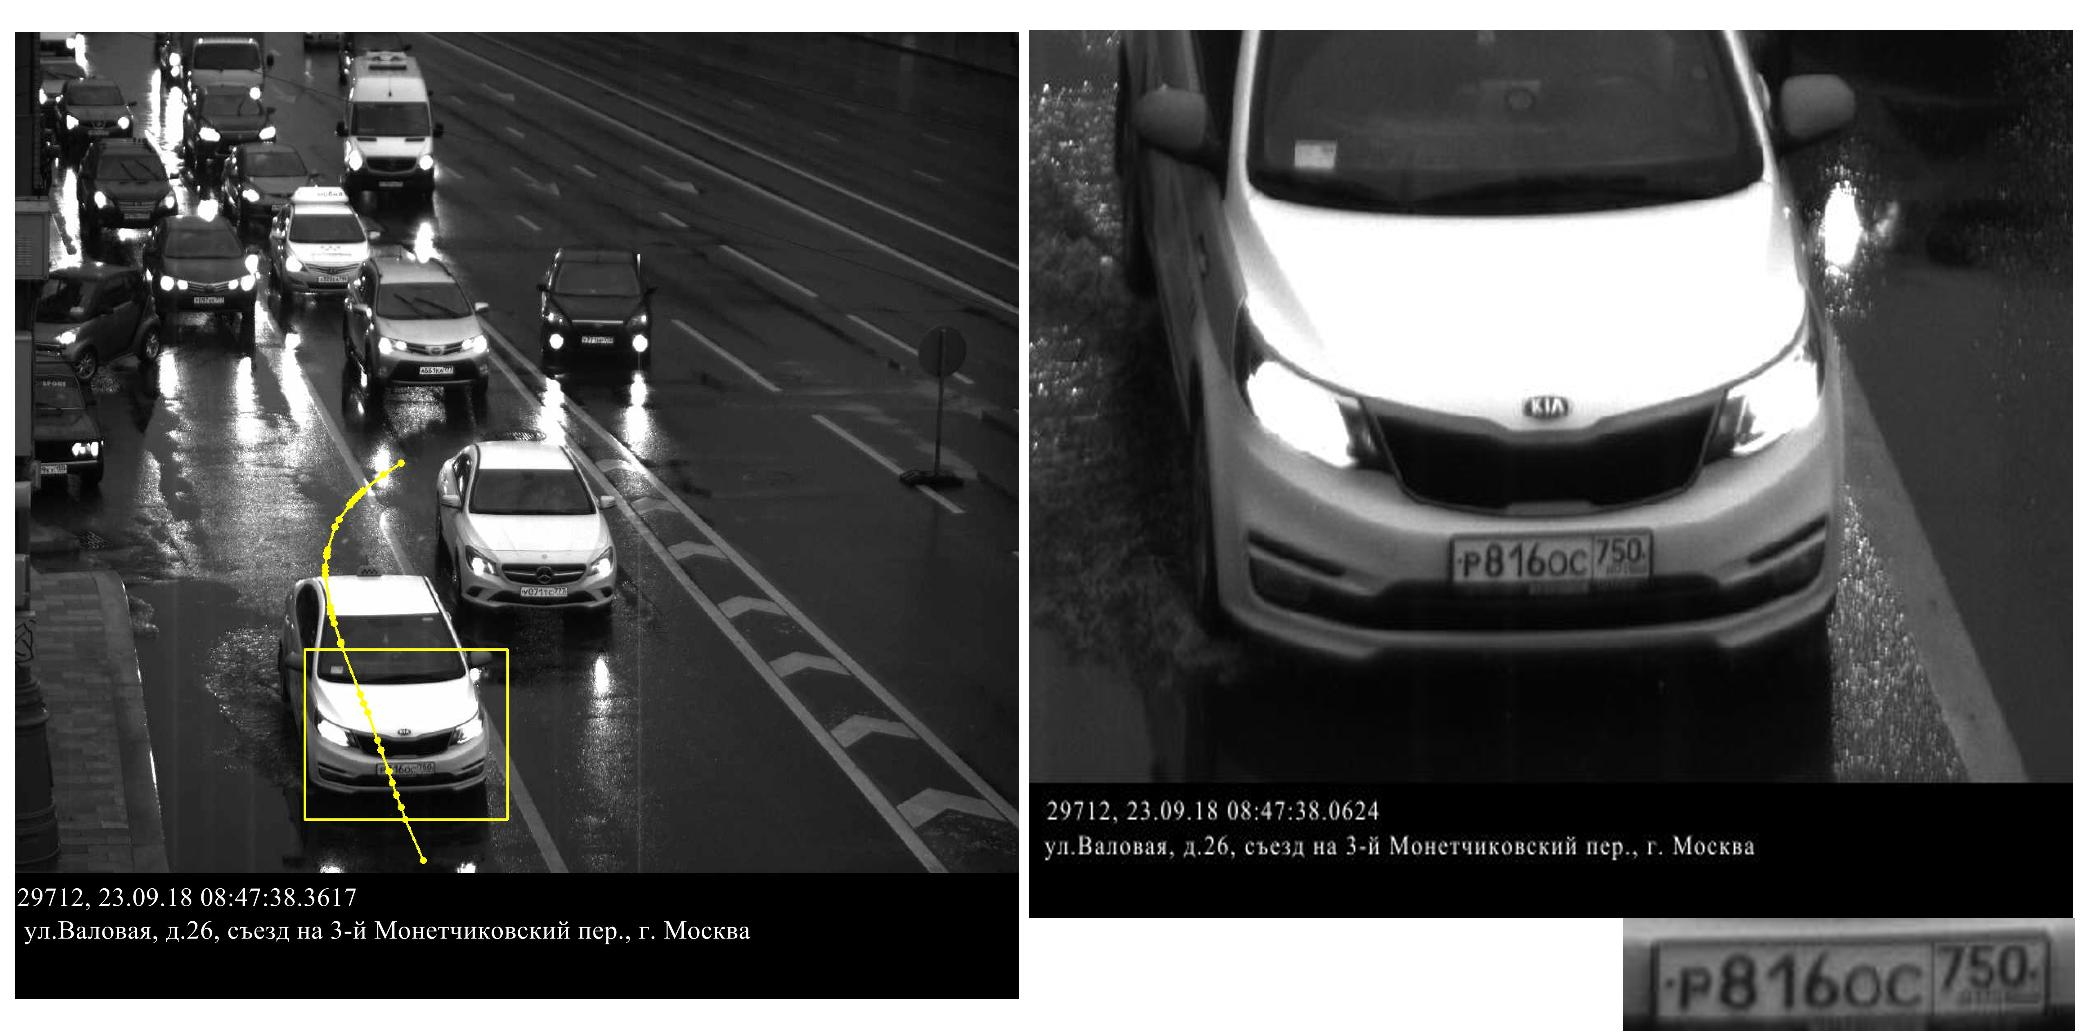 29712, 23.09.18 08:47:38.3617
ул.Валовая, д.26, съезд на 3-й Монетчиковский пер., г. Москва
KIA
Р816ОС 750
29712, 23.09.18 08:47:38.0624
ул.Валовая, д.26, съезд на 3-й Монетчиковский пер., г. Москва
Р816ОС 750